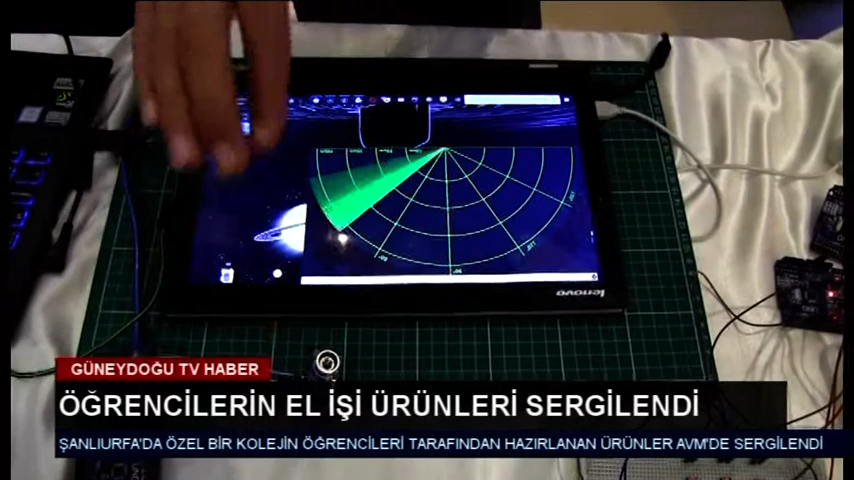 lenovo
GÜNEYDOĞU TV HABER
ÖĞRENCİLERİN EL İŞİ ÜRÜNLERİ SERGİLENDİ
ŞANLIURFA'DA ÖZEL BİR KOLEJİN ÖĞRENCİLERİ TARAFINDAN HAZIRLANAN ÜRÜNLER AVM'DE SERGİLENDİ